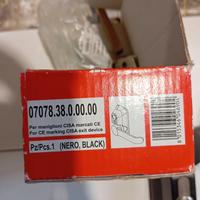 07078.38.0.00.00
Per maniglioni CISA marcati CE
For CE marking CISA exit device
Pz/Pcs.1 (NERO, BLACK)